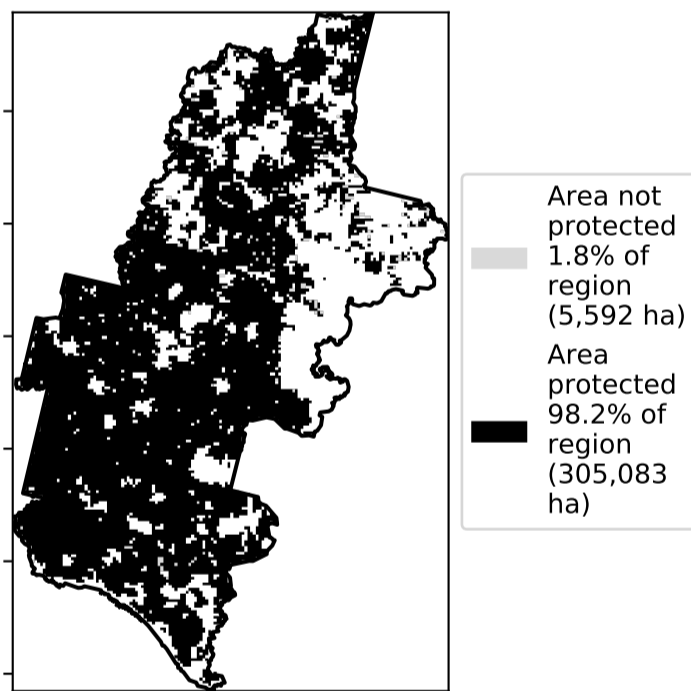 Area not
protected
1.8% of
region
(5,592 ha)
Area
protected
98.2% of
region
(305,083
ha)